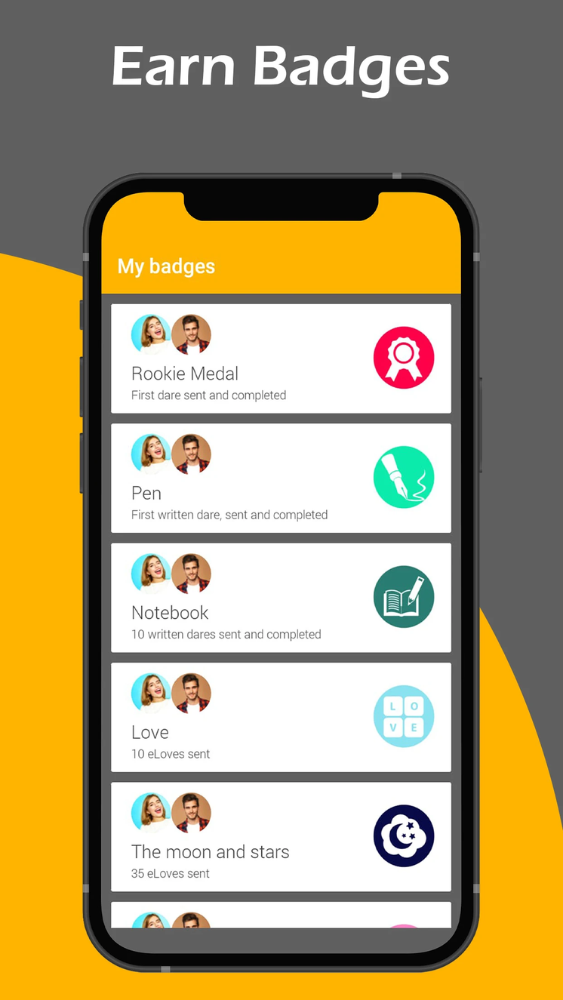 Earn Badges
My badges
Rookie Medal
First dare sent and completed
Pen
First written dare, sent and completed
Notebook
10 written dares sent and completed
Love
10 eLoves sent
L O
V E
The moon and stars
35 eLoves sent